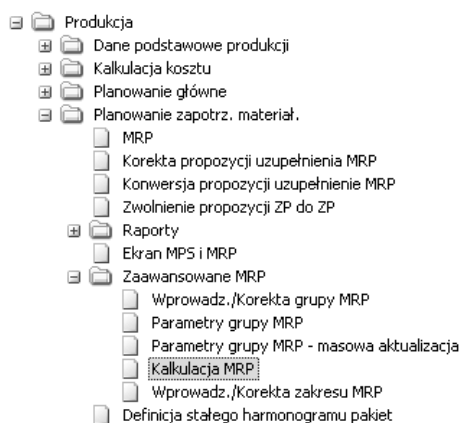 Produkcja
Dane podstawowe produkcji
Kalkulacja kosztu
Planowanie główne
Planowanie zapotrz. materiał.
MRP
Korekta propozycji uzupełnienia MRP
Konwersja propozycji uzupełnienie MRP
Zwolnienie propozycji ZP do ZP
Raporty
Ekran MPS i MRP
Zaawansowane MRP
Wprowadz./Korekta grupy MRP
Parametry grupy MRP
Parametry grupy MRP - masowa aktualizacja
Kalkulacja MRP
Wprowadz./Korekta zakresu MRP
Definicja stałego harmonogramu pakiet